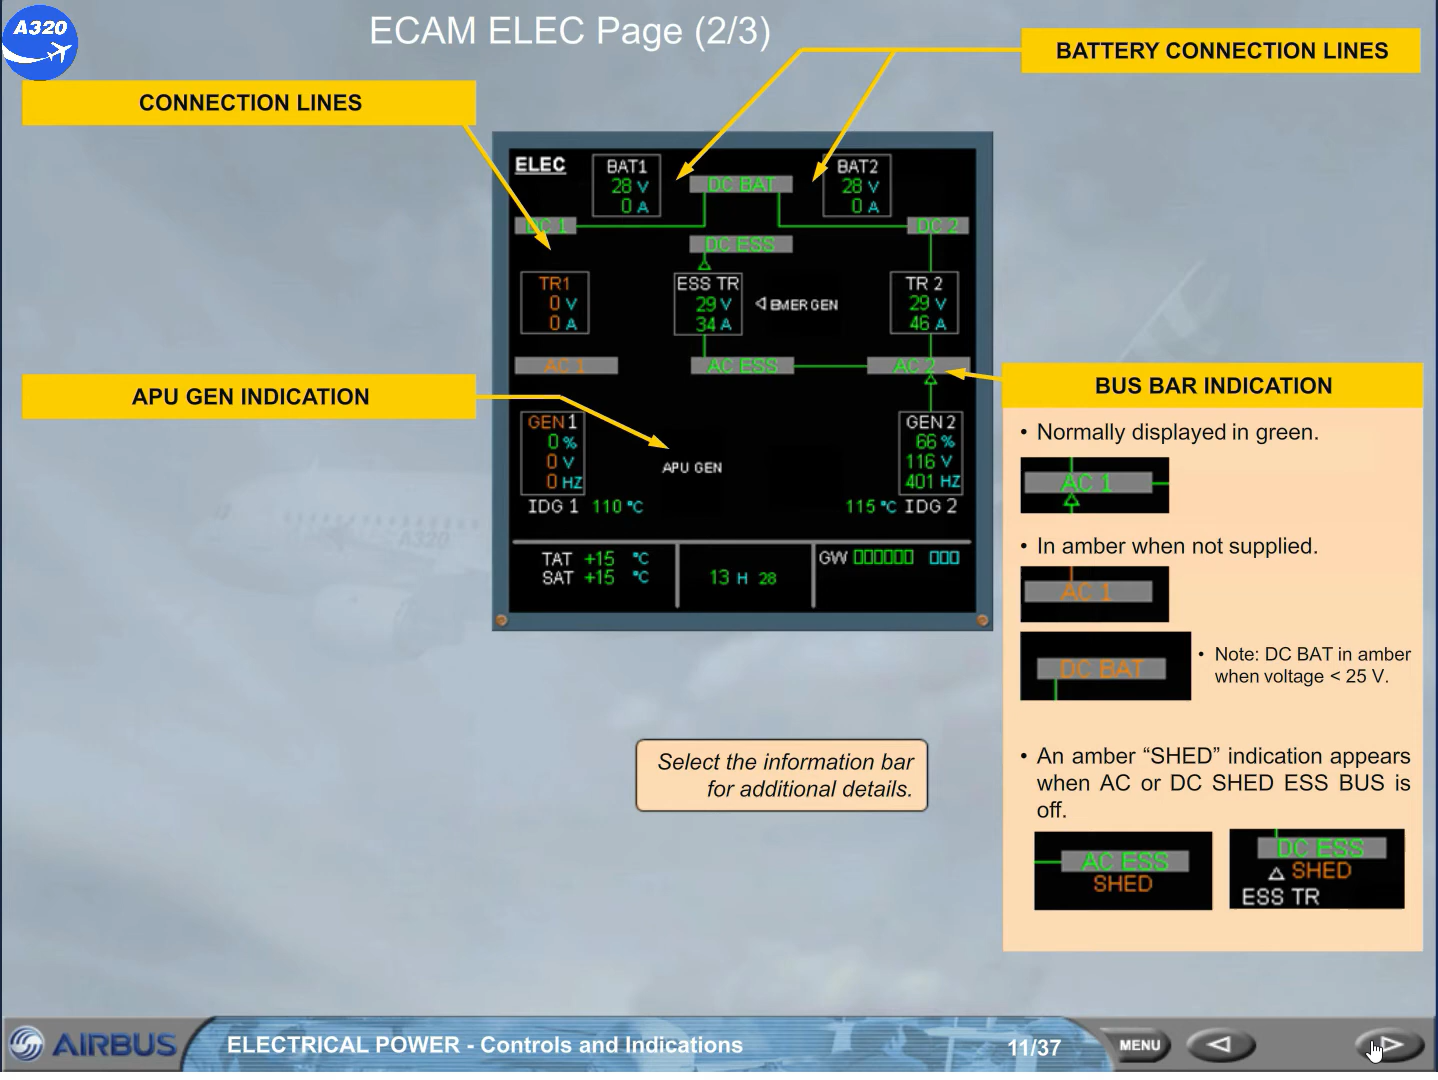 A320
ECAM ELEC Page (2/3)
BATTERY CONNECTION LINES
CONNECTION LINES
ELEC
BAT1
28 V
0 A
DC BAT
BAT2
28 V
0 A
DC 1
DC 2
DC ESS
TR1
0 V
0 A
ESS TR
29 V
34 A
EMER GEN
TR 2
29 V
46 A
AC 1
AC ESS
AC 2
APU GEN INDICATION
GEN 1
0 %
0 V
0 HZ
APU GEN
GEN 2
66 %
116 V
401 HZ
IDG 1 110 °C
115 °C IDG 2
TAT +15 °C
SAT +15 °C
13 H 28
GW
BUS BAR INDICATION
• Normally displayed in green.
AC 1
• In amber when not supplied.
AC 1
DC BAT
• Note: DC BAT in amber
when voltage < 25 V.
• An amber “SHED” indication appears
when AC or DC SHED ESS BUS is
off.
AC ESS
SHED
DC ESS
SHED
ESS TR
Select the information bar
for additional details.
A320
AIRBUS
ELECTRICAL POWER - Controls and Indications
11/37
MENU